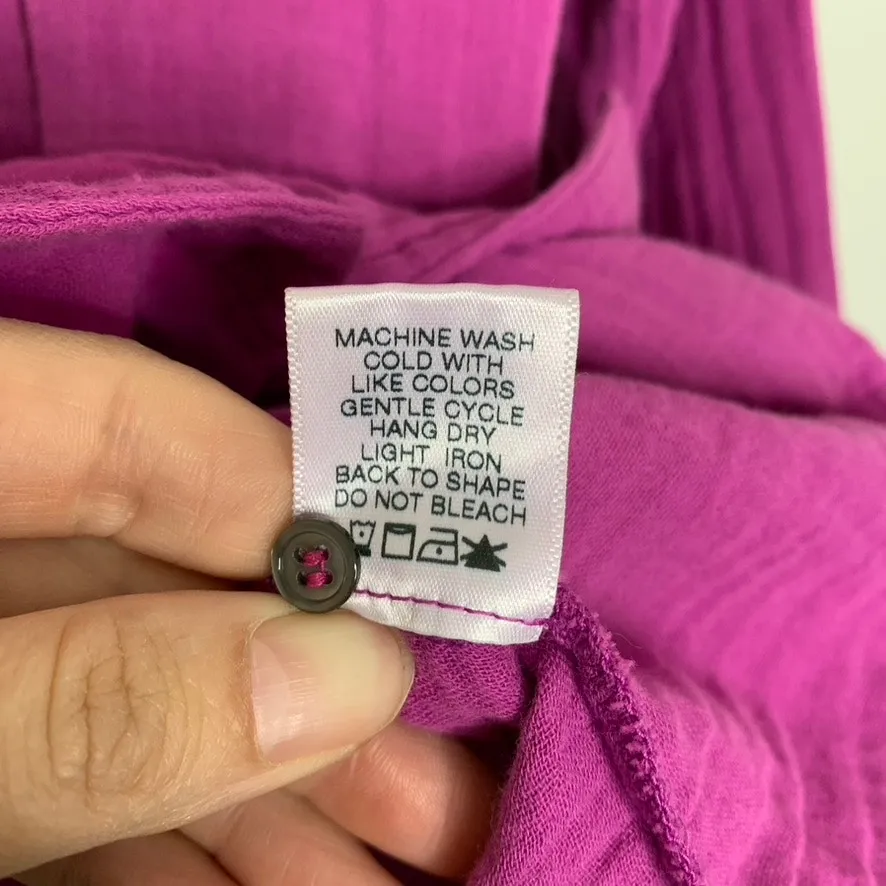 MACHINE WASH
COLD WITH
LIKE COLORS
GENTLE CYCLE
HANG DRY
LIGHT IRON
BACK TO SHAPE
DO NOT BLEACH